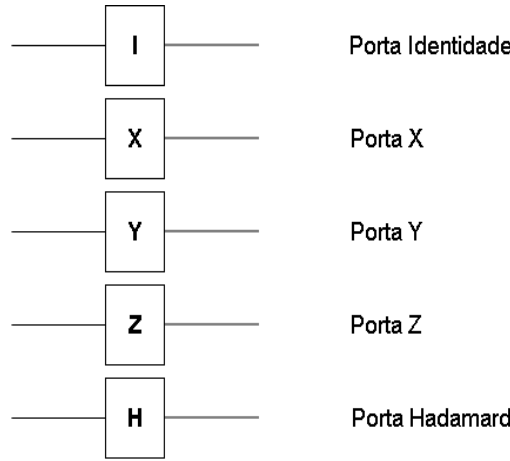 I Porta Identidade
X Porta X
Y Porta Y
Z Porta Z
H Porta Hadamard